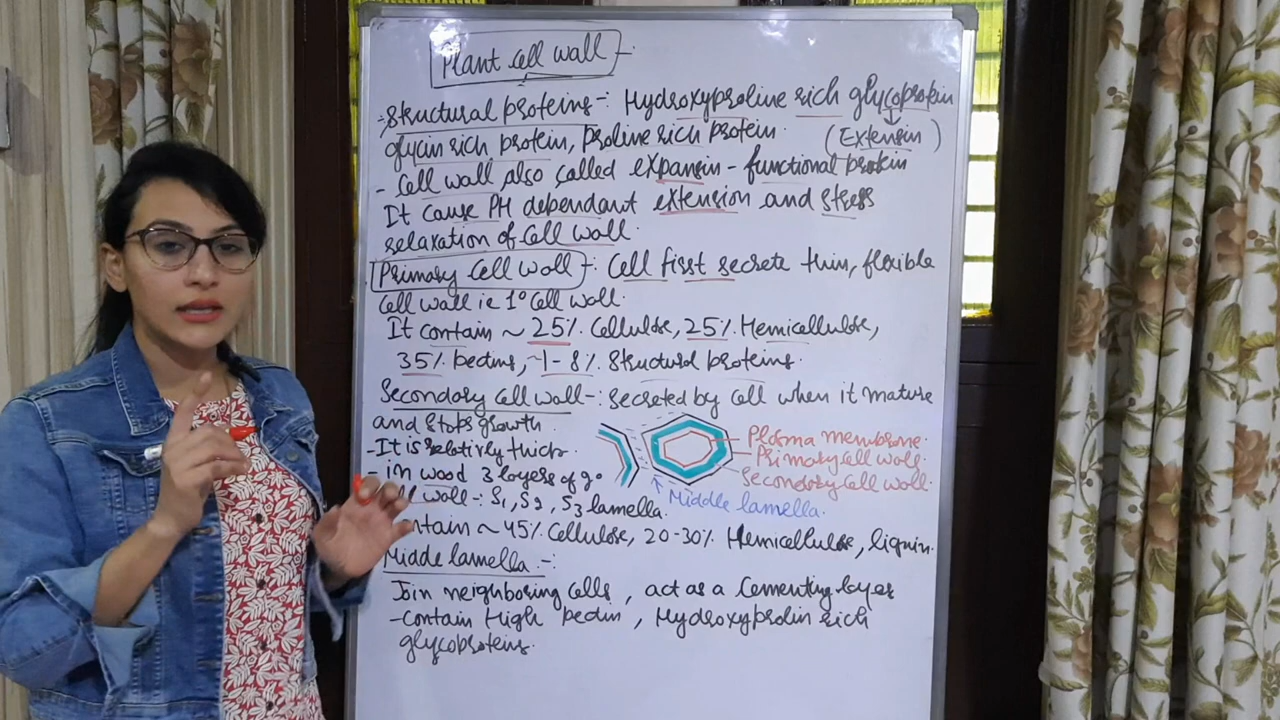 Plant Cell wall :-
→ Structural proteins -: Hydroxyproline rich glycoprotein
glycin rich protein, Proline rich protein. (Extensin)
- Cell wall also called expansin - functional protein
It cause PH dependant extension and stress
relaxation of Cell wall.
Primary Cell wall -: Cell first secrete thin, flexible
Cell wall ie 1° Cell wall.
It contain ~ 25% Cellulose, 25% Hemicellulose,
35% Pectins, ~1-8% Structural proteins.
Secondary Cell wall -: Secreted by Cell when it mature
and stops growth.
- It is relatively thick.
- in wood 3 layers of 2°
wall -: S1, S2, S3 lamella.
Plasma membrane.
Primary Cell wall.
Secondary Cell wall.
Middle lamella.
~ 45% Cellulose, 20-30% Hemicellulose, liquin.
Midde lamella -:
Join neighboring Cells, act as a Cementing layer
- contain High pectin, Hydroxyprolin rich
glycoproteins.